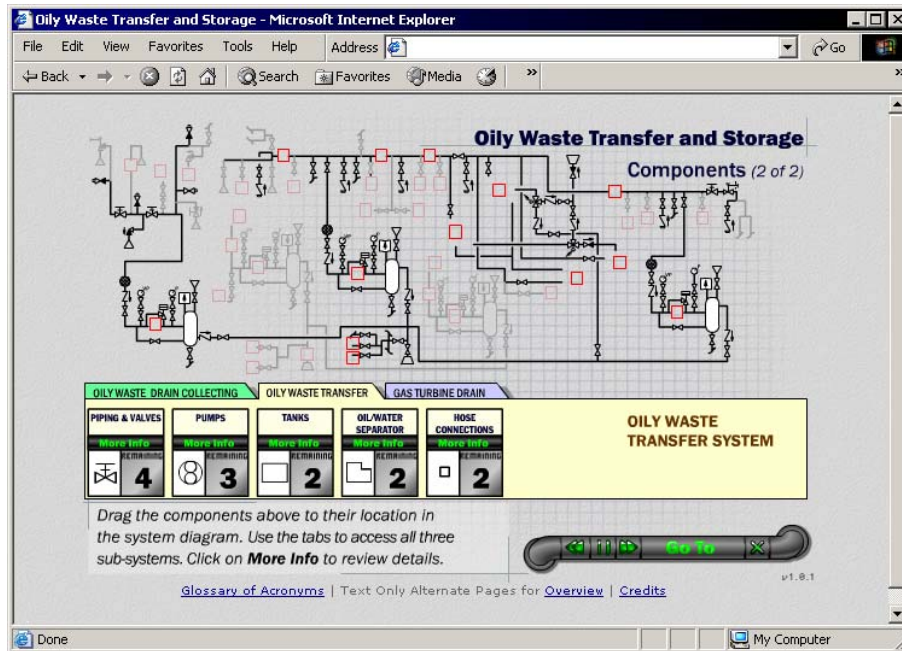 Oily Waste Transfer and Storage - Microsoft Internet Explorer
File Edit View Favorites Tools Help Address Go
Back Search Favorites Media »
Oily Waste Transfer and Storage
Components (2 of 2)
OILY WASTE DRAIN COLLECTING OILY WASTE TRANSFER GAS TURBINE DRAIN
PIPING & VALVES PUMPS TANKS OIL/WATER SEPARATOR HOSE CONNECTIONS
More Info More Info More Info More Info More Info
REMAINING REMAINING REMAINING REMAINING REMAINING
4 3 2 2 2
OILY WASTE
TRANSFER SYSTEM
Drag the components above to their location in
the system diagram. Use the tabs to access all three
sub-systems. Click on More Info to review details.
Go To
v1.0.1
Glossary of Acronyms | Text Only Alternate Pages for Overview | Credits
Done My Computer